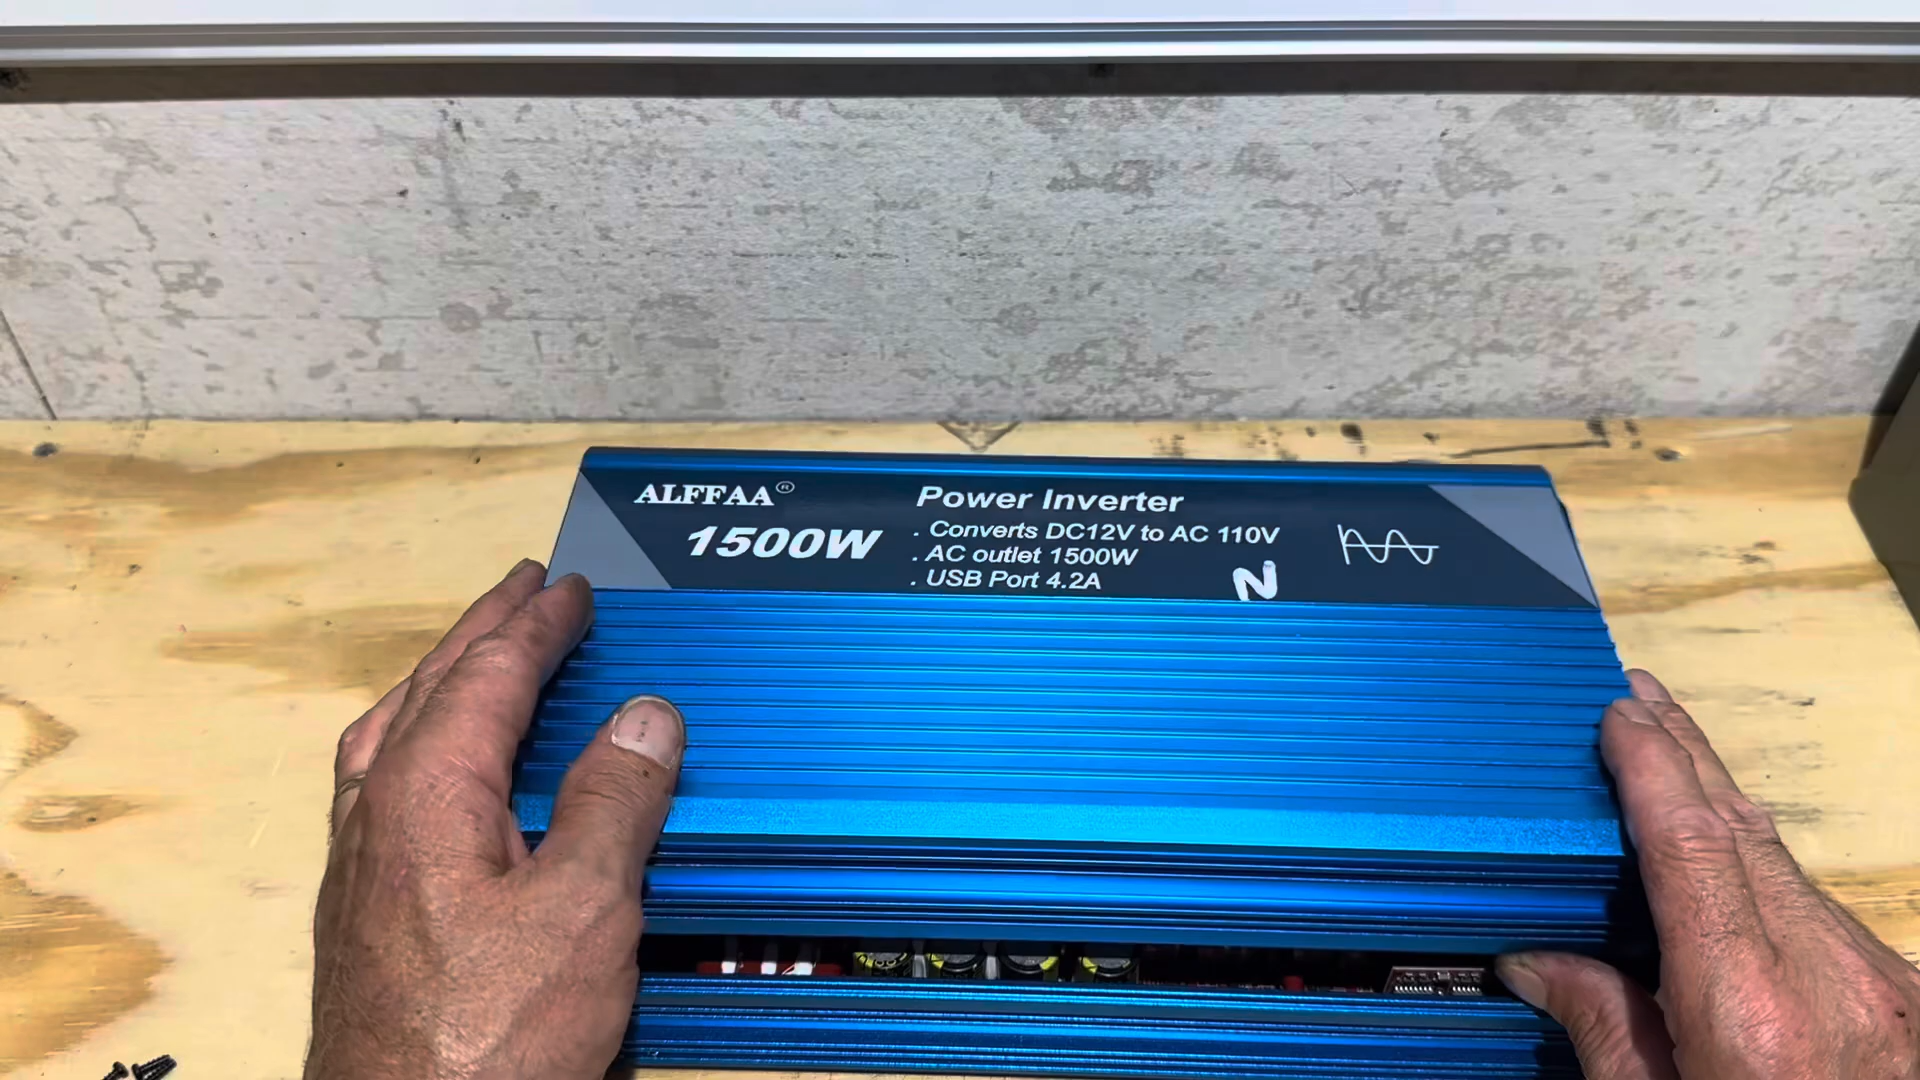 ALFFAA®
1500W
Power Inverter
. Converts DC12V to AC 110V
. AC outlet 1500W
. USB Port 4.2A
N